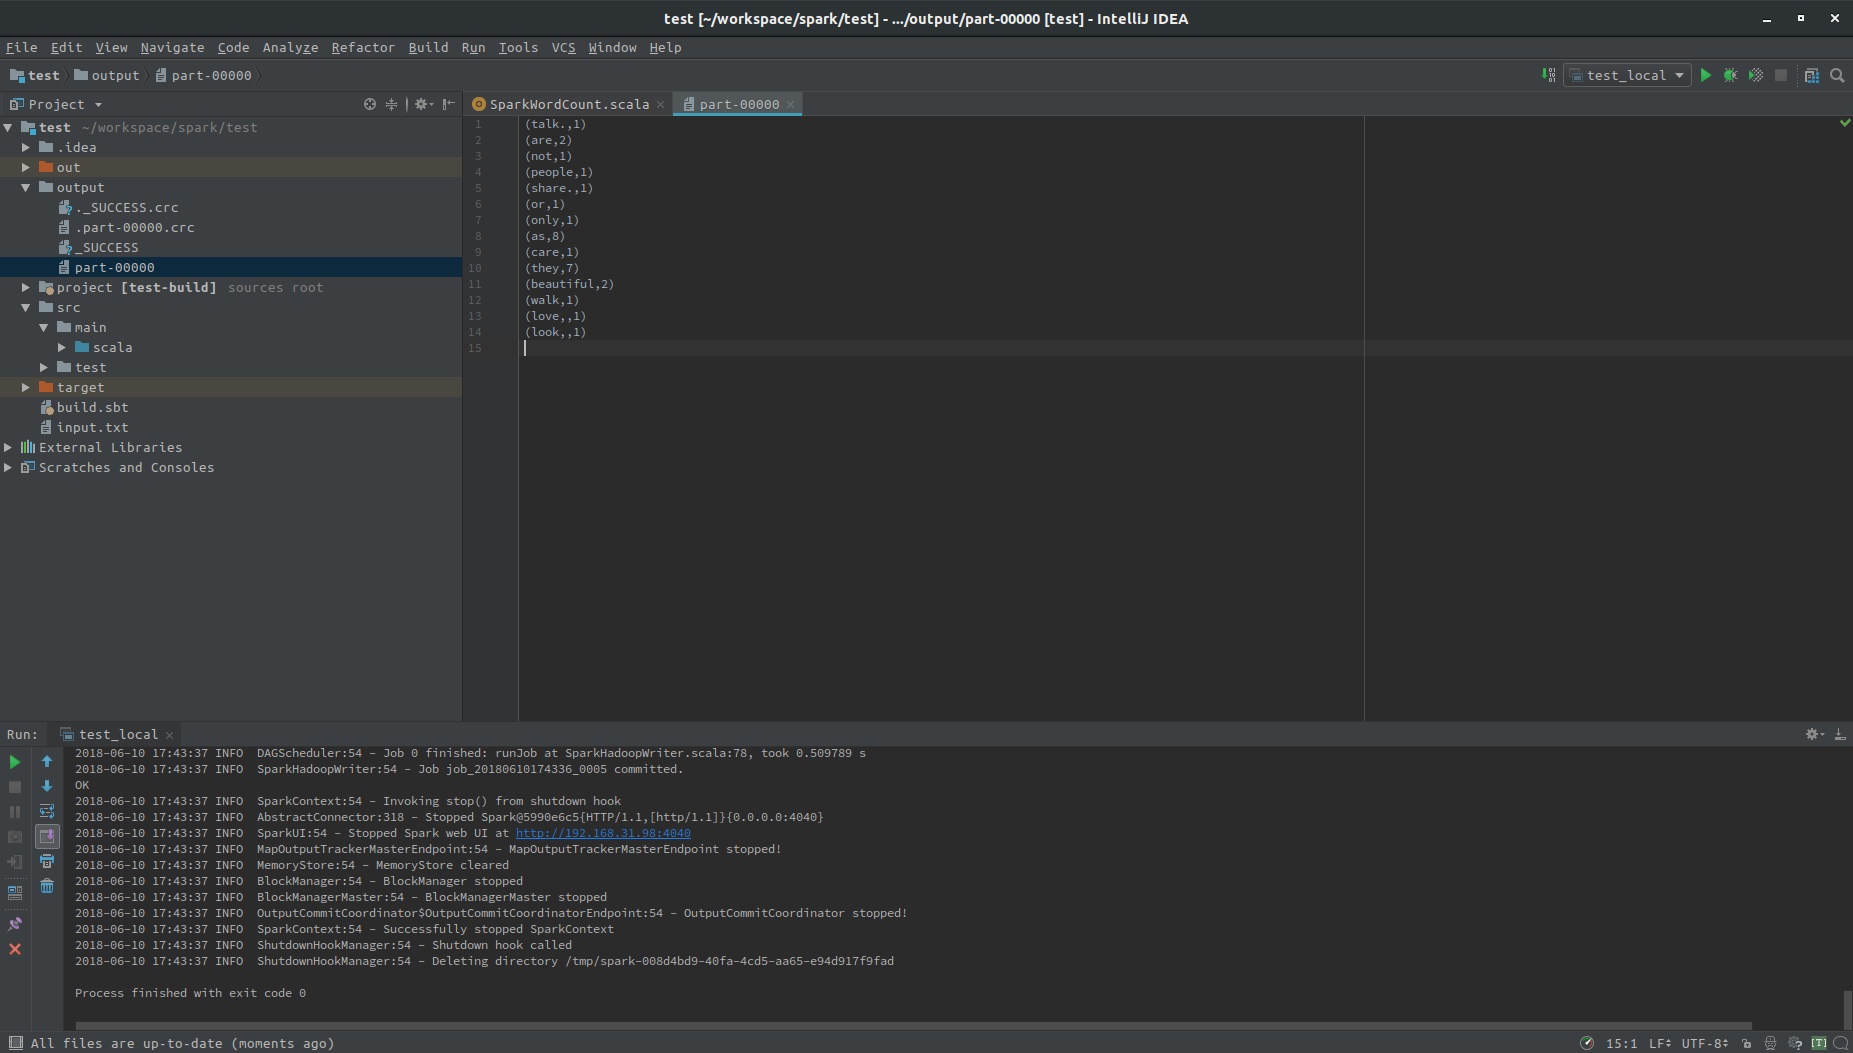 test [~/workspace/spark/test] - .../output/part-00000 [test] - IntelliJ IDEA
File Edit View Navigate Code Analyze Refactor Build Run Tools VCS Window Help
test output part-00000
test_local
Project
SparkWordCount.scala
part-00000
test ~/workspace/spark/test
.idea
out
output
._SUCCESS.crc
.part-00000.crc
_SUCCESS
part-00000
project [test-build] sources root
src
main
scala
test
target
build.sbt
input.txt
External Libraries
Scratches and Consoles
1 (talk.,1)
2 (are,2)
3 (not,1)
4 (people,1)
5 (share.,1)
6 (or,1)
7 (only,1)
8 (as,8)
9 (care,1)
10 (they,7)
11 (beautiful,2)
12 (walk,1)
13 (love,,1)
14 (look,,1)
15
Run: test_local
2018-06-10 17:43:37 INFO  DAGScheduler:54 - Job 0 finished: runJob at SparkHadoopWriter.scala:78, took 0.509789 s
2018-06-10 17:43:37 INFO  SparkHadoopWriter:54 - Job job_20180610174336_0005 committed.
OK
2018-06-10 17:43:37 INFO  SparkContext:54 - Invoking stop() from shutdown hook
2018-06-10 17:43:37 INFO  AbstractConnector:318 - Stopped Spark@5990e6c5{HTTP/1.1,[http/1.1]}{0.0.0.0:4040}
2018-06-10 17:43:37 INFO  SparkUI:54 - Stopped Spark web UI at http://192.168.31.98:4040
2018-06-10 17:43:37 INFO  MapOutputTrackerMasterEndpoint:54 - MapOutputTrackerMasterEndpoint stopped!
2018-06-10 17:43:37 INFO  MemoryStore:54 - MemoryStore cleared
2018-06-10 17:43:37 INFO  BlockManager:54 - BlockManager stopped
2018-06-10 17:43:37 INFO  BlockManagerMaster:54 - BlockManagerMaster stopped
2018-06-10 17:43:37 INFO  OutputCommitCoordinator$OutputCommitCoordinatorEndpoint:54 - OutputCommitCoordinator stopped!
2018-06-10 17:43:37 INFO  SparkContext:54 - Successfully stopped SparkContext
2018-06-10 17:43:37 INFO  ShutdownHookManager:54 - Shutdown hook called
2018-06-10 17:43:37 INFO  ShutdownHookManager:54 - Deleting directory /tmp/spark-008d4bd9-40fa-4cd5-aa65-e94d917f9fad
Process finished with exit code 0
All files are up-to-date (moments ago)
15:1 LF UTF-8 [T]